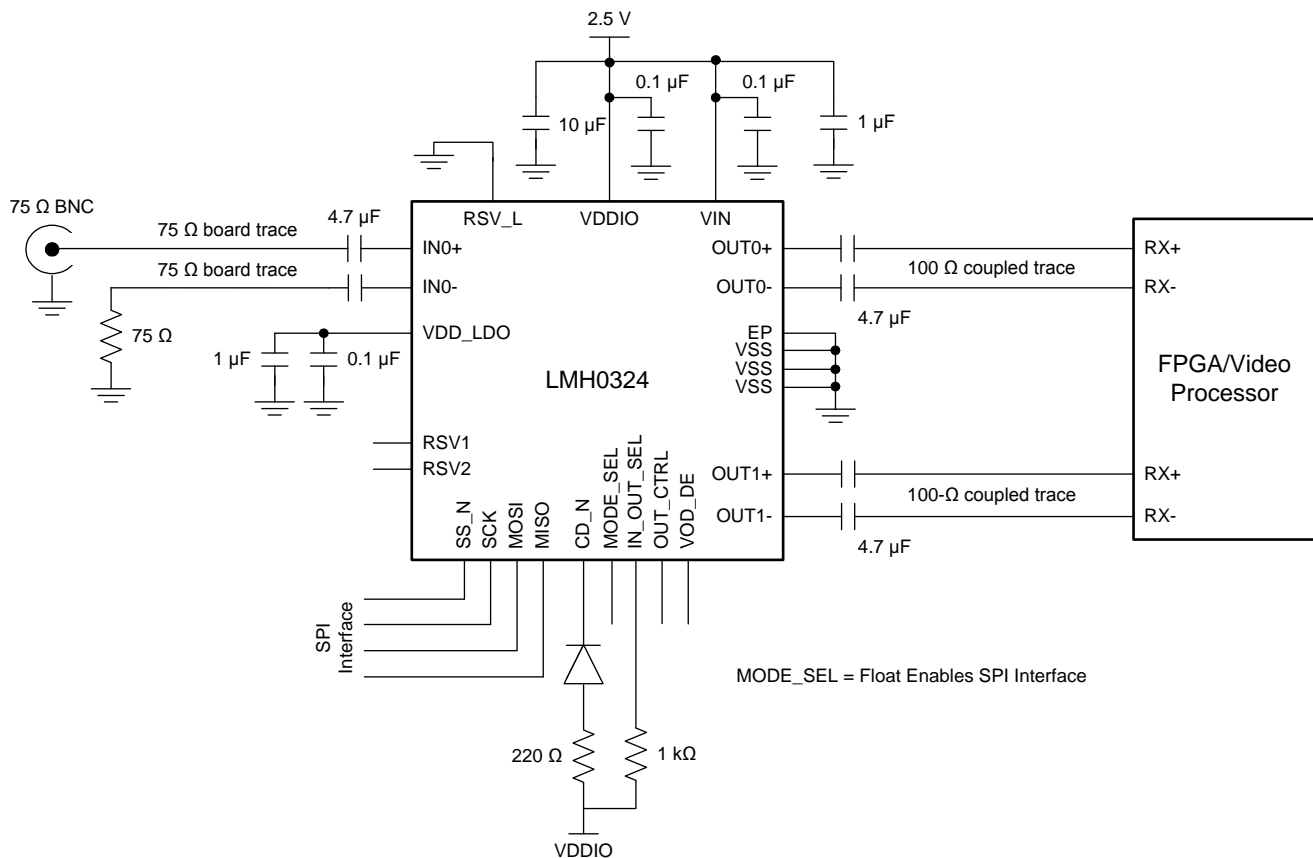 2.5 V
0.1 µF
0.1 µF
10 µF
1 µF
75 Ω BNC
75 Ω board trace
4.7 µF
75 Ω board trace
75 Ω
1 µF
0.1 µF
RSV_L
VDDIO
VIN
IN0+
IN0-
VDD_LDO
RSV1
RSV2
LMH0324
OUT0+
OUT0-
EP
VSS
VSS
VSS
OUT1+
OUT1-
SS_N
SCK
MOSI
MISO
CD_N
MODE_SEL
IN_OUT_SEL
OUT_CTRL
VOD_DE
100 Ω coupled trace
4.7 µF
100-Ω coupled trace
4.7 µF
RX+
RX-
FPGA/Video
Processor
RX+
RX-
SPI
Interface
MODE_SEL = Float Enables SPI Interface
220 Ω
1 kΩ
VDDIO